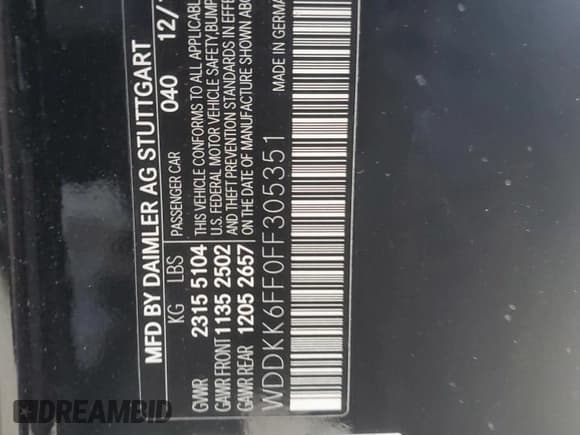 MFD BY DAIMLER AG STUTTGART
040 12/
PASSENGER CAR
KG LBS
GVWR 2315 5104
GAWR FRONT 1135 2502
GAWR REAR 1205 2657
THIS VEHICLE CONFORMS TO ALL APPLICABLE
U.S. FEDERAL MOTOR VEHICLE SAFETY, BUMP
AND THEFT PREVENTION STANDARDS IN EFFE
ON THE DATE OF MANUFACTURE SHOWN ABO
WDDKK6FF0FF305351
MADE IN GERMAN
DREAMBID